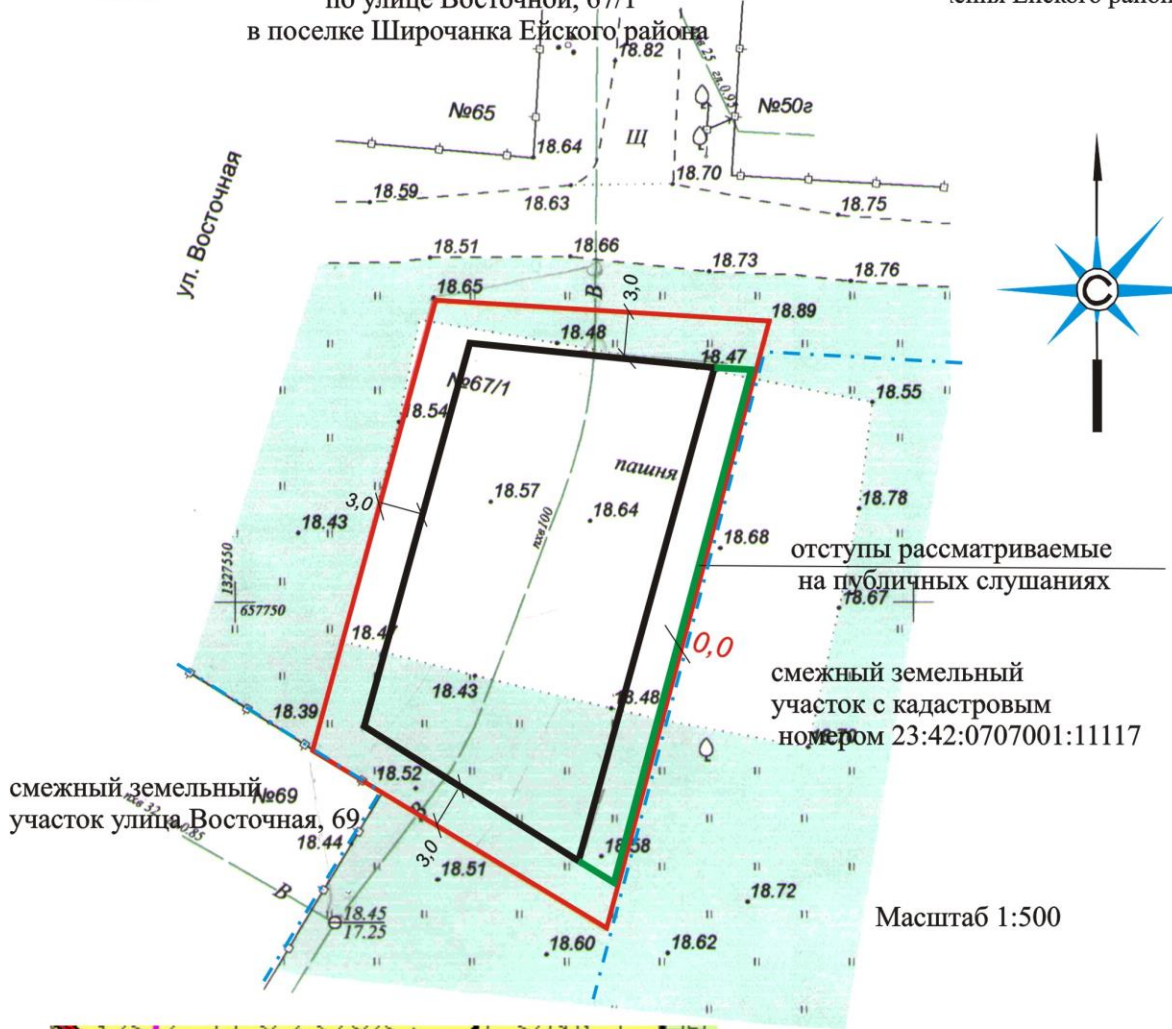 по улице Восточной, 67/1
в поселке Широчанка Ейского района
Ейского район
18.82
№65
№50г
Щ
18.64
18.70
18.59
18.63
18.75
ул. Восточная
18.51
18.66
18.73
18.76
18.65
В
3,0
18.89
С
18.48
18.47
№67/1
18.55
18.54
пашня
18.57
18.64
18.78
3,0
18.43
пхв100
18.68
отступы рассматриваемые
на публичных слушаниях
1327550
657750
18.67
18.47
0,0
18.43
18.48
смежный земельный
участок с кадастровым
номером 23:42:0707001:11117
18.39
18.52
смежный земельный
№69
участок улица Восточная, 69
В
18.44
3,0
18.58
18.51
18.72
В
18.45
17.25
Масштаб 1:500
18.60
18.62